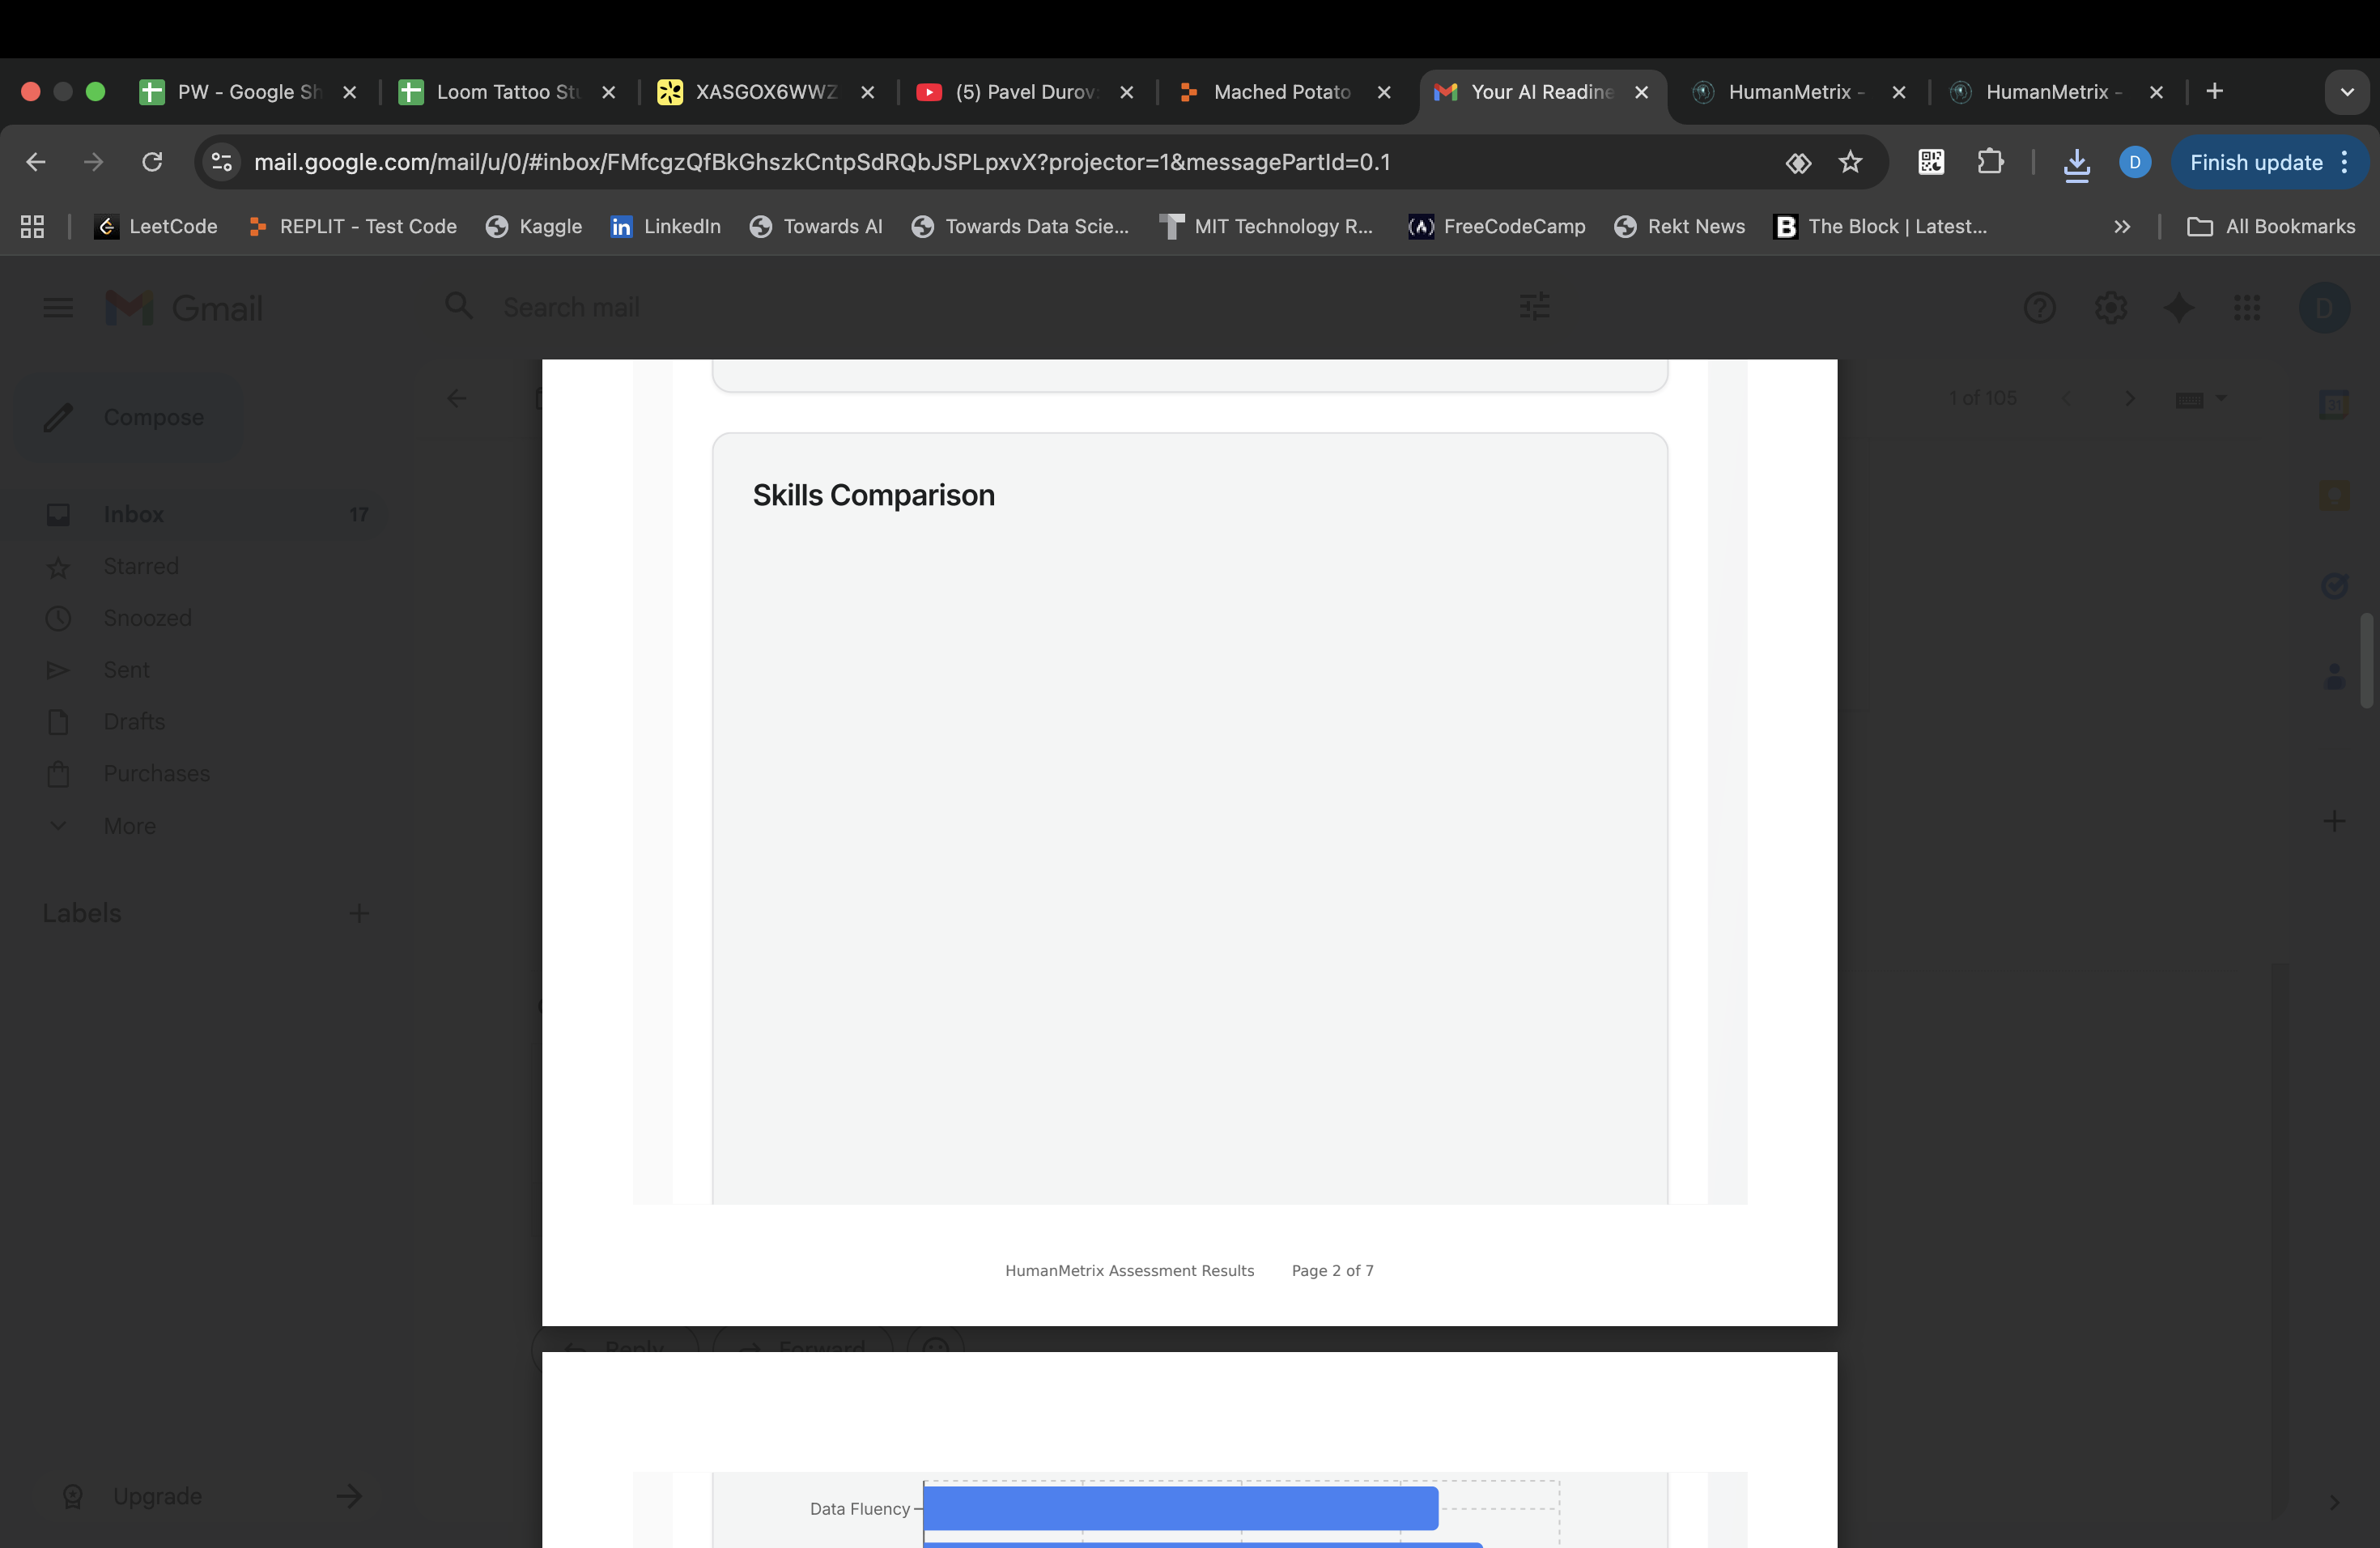 PW - Google Sh
Loom Tattoo Stu
XASGOX6WWZ
(5) Pavel Durov:
Mached Potato
Your AI Readine
HumanMetrix -
HumanMetrix -
mail.google.com/mail/u/0/#inbox/FMfcgzQfBkGhszkCntpSdRQbJSPLpxvX?projector=1&messagePartId=0.1
D
Finish update
LeetCode
REPLIT - Test Code
Kaggle
LinkedIn
Towards AI
Towards Data Scie...
MIT Technology R...
FreeCodeCamp
Rekt News
The Block | Latest...
All Bookmarks
Gmail
Search mail
D
Compose
1 of 105
31
Inbox
17
Starred
Snoozed
Sent
Drafts
Purchases
More
Labels
Skills Comparison
HumanMetrix Assessment Results
Page 2 of 7
Reply
Forward
Data Fluency
Upgrade